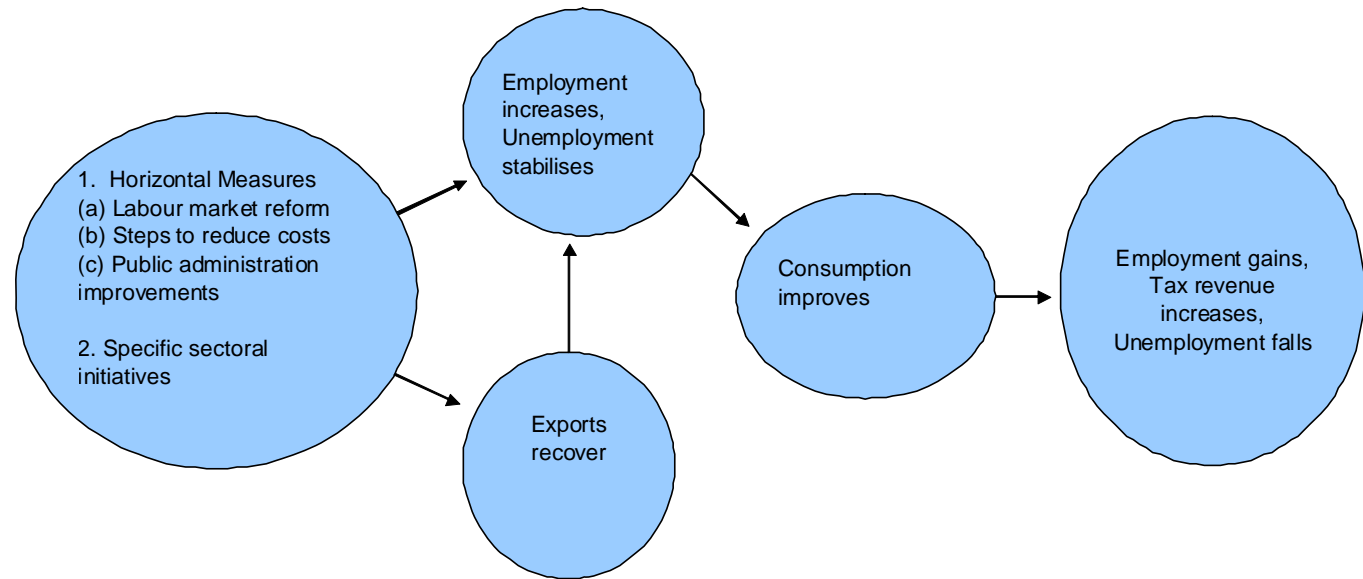 1. Horizontal Measures
(a) Labour market reform
(b) Steps to reduce costs
(c) Public administration
improvements
2. Specific sectoral
initiatives
Employment
increases,
Unemployment
stabilises
Exports
recover
Consumption
improves
Employment gains,
Tax revenue
increases,
Unemployment falls